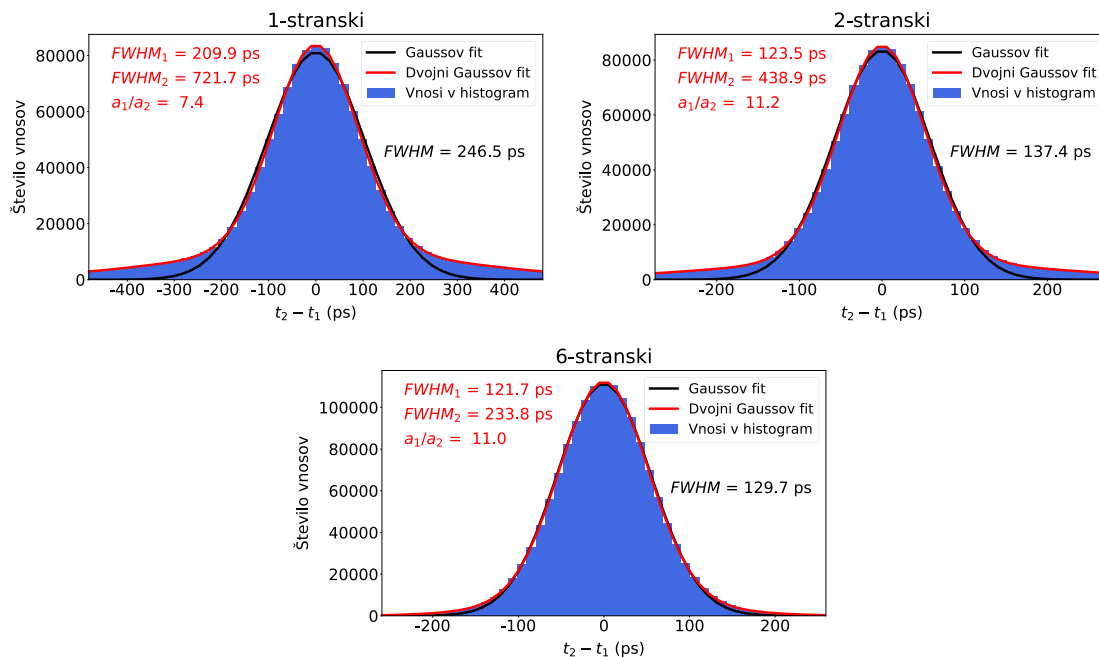 1-stranski
FWHM₁ = 209.9 ps
FWHM₂ = 721.7 ps
a₁/a₂ = 7.4
Gaussov fit
Dvojni Gaussov fit
Vnosi v histogram
FWHM = 246.5 ps
Število vnosov
80000
60000
40000
20000
0
-400 -300 -200 -100 0 100 200 300 400
t₂ − t₁ (ps)
2-stranski
FWHM₁ = 123.5 ps
FWHM₂ = 438.9 ps
a₁/a₂ = 11.2
Gaussov fit
Dvojni Gaussov fit
Vnosi v histogram
FWHM = 137.4 ps
Število vnosov
80000
60000
40000
20000
0
-200 -100 0 100 200
t₂ − t₁ (ps)
6-stranski
FWHM₁ = 121.7 ps
FWHM₂ = 233.8 ps
a₁/a₂ = 11.0
Gaussov fit
Dvojni Gaussov fit
Vnosi v histogram
FWHM = 129.7 ps
Število vnosov
100000
80000
60000
40000
20000
0
-200 -100 0 100 200
t₂ − t₁ (ps)